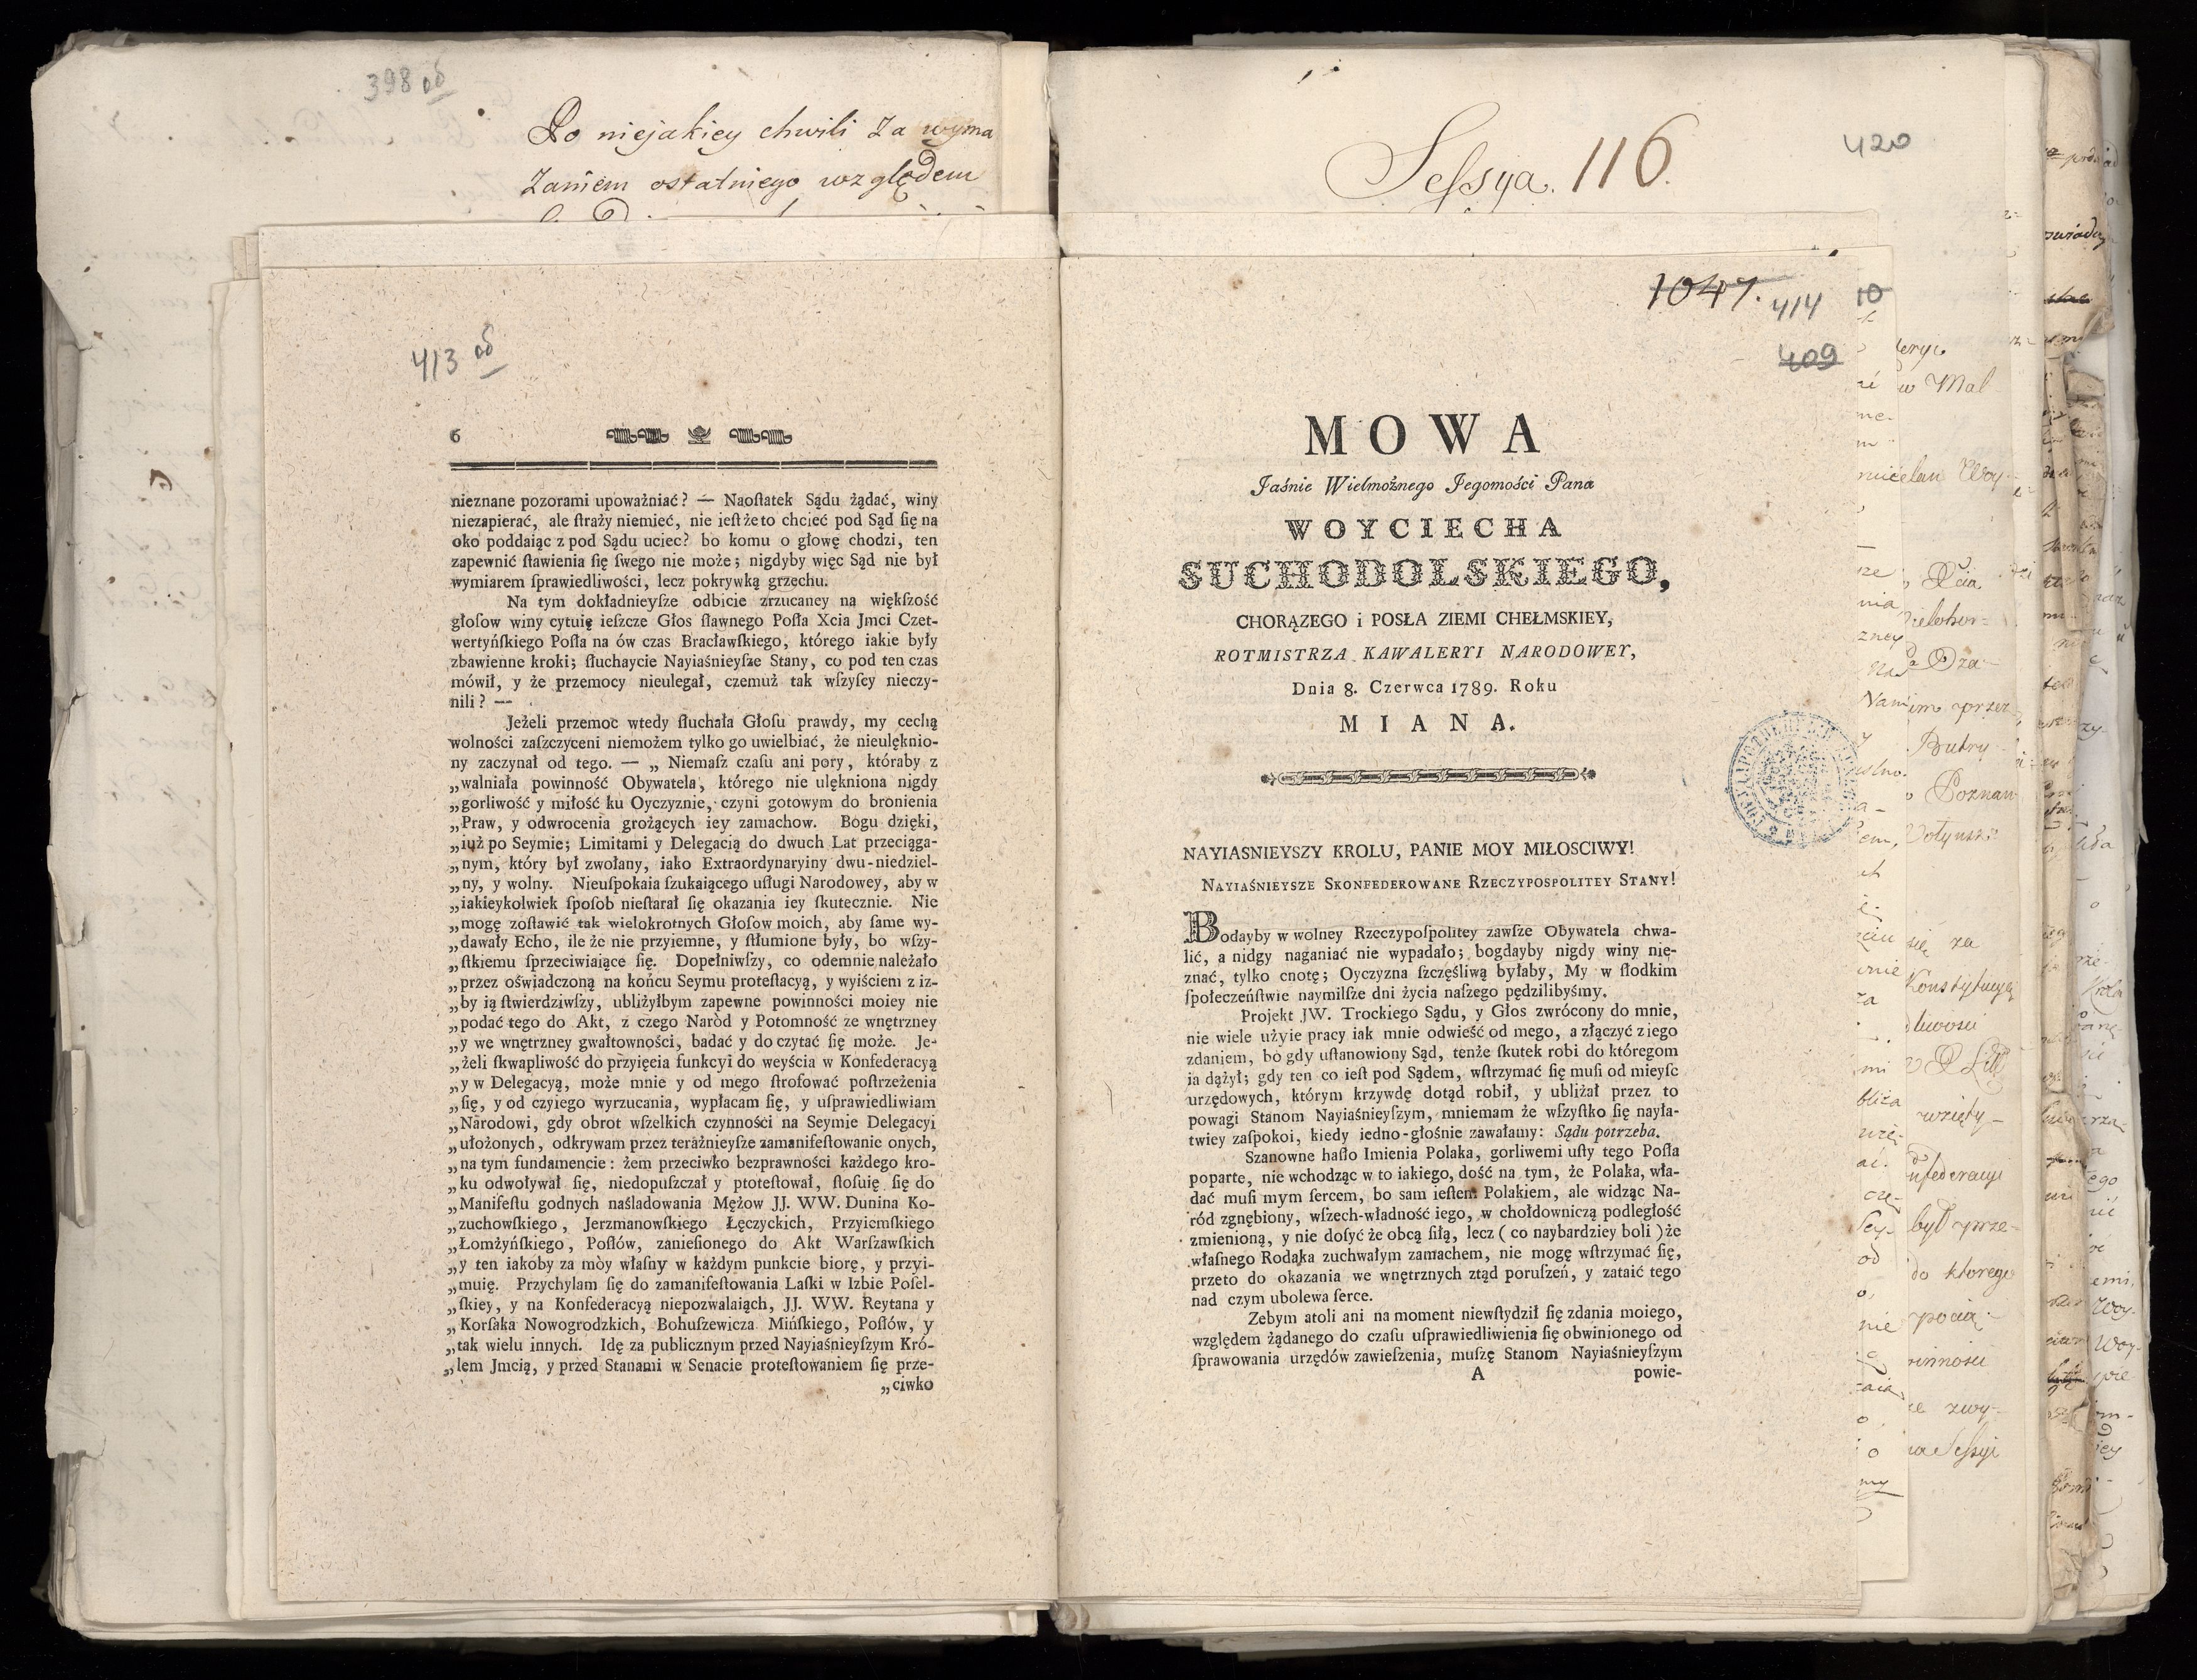 398 об
Po niejakiey chwili za wyma
zaniem ostatniego względem
413 об
6
nieznane pozorami upoważniać? — Naoſtatek Sądu żądać, winy
niezapierać, ale ſtraży niemieć, nie ieſt że to chcieć pod Sąd ſię na
oko poddaiąc z pod Sądu uciec? bo komu o głowę chodzi, ten
zapewnić ſtawienia ſię ſwego nie może; nigdyby więc Sąd nie był
wymiarem ſprawiedliwości, lecz pokrywką grzechu.
Na tym dokładnieyſze odbicie zrzucaney na więkſzość
głoſow winy cytuię ieſzcze Głos ſławnego Poſła Xcia Jmci Czet-
wertyńſkiego Poſła na ów czas Bracławſkiego, którego iakie były
zbawienne kroki; ſłuchaycie Nayiaśnieyſze Stany, co pod ten czas
mówił, y że przemocy nieulegał, czemuż tak wſzyſcy nieczy-
nili? —
Jeżeli przemoc wtedy ſłuchała Głoſu prawdy, my cechą
wolności zaſzczyceni niemożem tylko go uwielbiać, że nieulęknio-
ny zaczynał od tego. — „ Niemaſz czaſu ani pory, któraby z
„walniała powinność Obywatela, którego nie ulękniona nigdy
„gorliwość y miłość ku Oyczyznie, czyni gotowym do bronienia
„Praw, y odwrocenia grożących iey zamachow. Bogu dzięki,
„iuż po Seymie; Limitami y Delegacią do dwuch Lat przeciąga-
„nym, który był zwołany, iako Extraordynaryiny dwu-niedziel-
„ny, y wolny. Nieuſpokaia ſzukaiącego uſługi Narodowey, aby w
„iakieykolwiek ſpoſob nieſtarał ſię okazania iey ſkutecznie. Nie
„mogę zoſtawić tak wielokrotnych Głoſow moich, aby ſame wy-
„dawały Echo, ile że nie przyiemne, y ſtłumione były, bo wſzy-
„ſtkiemu ſprzeciwiaiące ſię. Dopełniwſzy, co odemnie należało
„przez oświadczoną na końcu Seymu proteſtacyą, y wyiściem z iz-
„by ią ſtwierdziwſzy, ubliżyłbym zapewne powinności moiey nie
„podać tego do Akt, z czego Naròd y Potomność ze wnętrzney
„y we wnętrzney gwałtowności, badać y do czytać ſię może. Je-
„żeli ſkwapliwość do przyięcia funkcyi do weyścia w Konfederacyą
„y w Delegacyą, może mnie y od mego ſtrofować poſtrzeżenia
„ſię, y od czyiego wyrzucania, wypłacam ſię, y uſprawiedliwiam
„Narodowi, gdy obrot wſzelkich czynności na Seymie Delegacyi
„ułożonych, odkrywam przez teráżnieyſze zamanifeſtowanie onych,
„na tym fundamencie: żem przeciwko bezprawności każdego kro-
„ku odwoływał ſię, niedopuſzczał y ptoteſtował, ſtoſuię ſię do
„Manifeſtu godnych naśladowania Mężow JJ. WW. Dunina Ko-
„zuchowſkiego, Jerzmanowſkiego Łęczyckich, Przyiemſkiego
„Łomżyńſkiego, Poſłów, zanieſionego do Akt Warſzawſkich
„y ten iakoby za mòy własny w każdym punkcie biorę, y przyi-
„muię. Przychylam ſię do zamanifeſtowania Laſki w Izbie Poſel-
„ſkiey, y na Konfederacyą niepozwalaiąch, JJ. WW. Reytana y
„Korſaka Nowogrodzkich, Bohuſzewicza Mińſkiego, Poſłów, y
„tak wielu innych. Idę za publicznym przed Nayiaśnieyſzym Kró-
„lem Jmcią, y przed Stanami w Senacie proteſtowaniem ſię prze-
„ciwko
Seſsya. 116.
420
1047. 414
409
MOWA
Jaśnie Wielmożnego Jegomości Pana
WOYCIECHA
SUCHODOLSKIEGO,
CHORĄZEGO i POSŁA ZIEMI CHEŁMSKIEY,
ROTMISTRZA KAWALERYI NARODOWEY,
Dnia 8. Czerwca 1789. Roku
MIANA.
NAYIASNIEYSZY KROLU, PANIE MOY MIŁOSCIWY!
NAYIAŚNIEYSZE SKONFEDEROWANE RZECZYPOSPOLITEY STANY!
Bodayby w wolney Rzeczypoſpolitey zawſze Obywatela chwa-
lić, a nidgy naganiać nie wypadało; bogdayby nigdy winy nie-
znać, tylko cnotę; Oyczyzna ſzczęśliwą byłaby, My w ſłodkim
ſpołeczeńſtwie naymilſze dni życia naſzego pędzilibyśmy.
Projekt JW. Trockiego Sądu, y Głos zwrócony do mnie,
nie wiele użyie pracy iak mnie odwieść od mego, a złączyć z iego
zdaniem, bo gdy uſtanowiony Sąd, tenże ſkutek robi do któregom
ia dążył; gdy ten co ieſt pod Sądem, wſtrzymać ſię muſi od mieyſc
urzędowych, którym krzywdę dotąd robił, y ubliżał przez to
powagi Stanom Nayiaśnieyſzym, mniemam że wſzyſtko ſię nayła-
twiey zaſpokoi, kiedy iedno-głośnie zawałamy: Sądu potrzeba.
Szanowne haſło Imienia Polaka, gorliwemi uſty tego Poſła
poparte, nie wchodząc w to iakiego, dość na tym, że Polaka, wła-
dać muſi mym ſercem, bo sam ieſtem Polakiem, ale widząc Na-
ród zgnębiony, wſzech-władność iego, w chołdowniczą podległość
zmienioną, y nie doſyć że obcą ſiłą, lecz ( co naybardziey boli ) że
właſnego Rodaka zuchwałym zamachem, nie mogę wſtrzymać ſię,
przeto do okazania we wnętrznych ztąd poruſzeń, y zataić tego
nad czym ubolewa ſerce.
Zebym atoli ani na moment niewſtydził ſię zdania moiego,
względem żądanego do czaſu uſprawiedliwienia ſię obwinionego od
ſprawowania urzędów zawieſzenia, muſzę Stanom Nayiaśnieyſzym
A powie-
10
w Mal
Poznan
się za
Konstytucyą
wzięty
był prze=
do ktorego
na Seſsyi